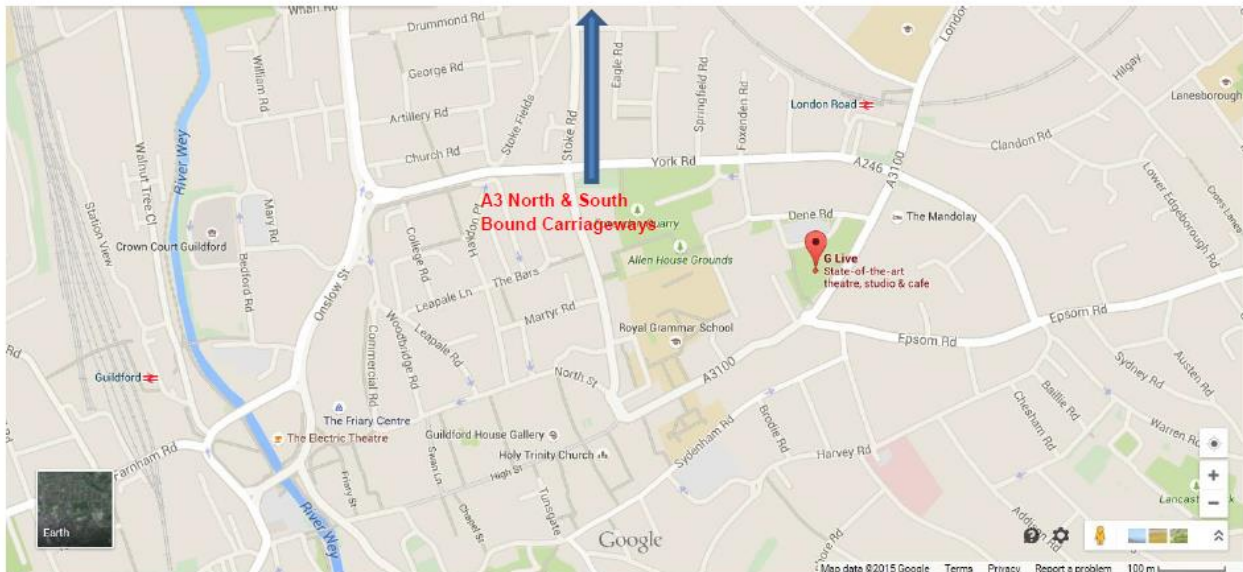 Wharf Rd
Drummond Rd
George Rd
Artillery Rd
Church Rd
Stoke Fields
Stoke Rd
Eagle Rd
Springfield Rd
Foxenden Rd
London Road
Hilgay
Lanesborough
William Rd
River Wey
Walnut Tree Cl
Station View
Mary Rd
Crown Court Guildford
Bedford Rd
York Rd
A246
A3100
Clandon Rd
Lower Edgeborough Rd
Cross Lanes
A3 North & South
Bound Carriageways
Allen House Grounds
Dene Rd
The Mandolay
G Live
State-of-the-art
theatre, studio & cafe
Onslow St
College Rd
Haydon Pl
The Bars
Leapale Ln
Leapale Rd
Martyr Rd
Woodbridge Rd
Commercial Rd
Royal Grammar School
Epsom Rd
Epsom Rd
Guildford
North St
A3100
The Friary Centre
The Electric Theatre
Guildford House Gallery
Holy Trinity Church
Farnham Rd
Friary St
Swan Ln
High St
Chapel St
Tunsgate
River Wey
Sydenham Rd
Brodie Rd
Harvey Rd
Chesham Rd
Baillie Rd
Sydney Rd
Austen Rd
Warren Rd
Earth
Google
Map data ©2015 Google Terms Privacy Report a problem 100 m